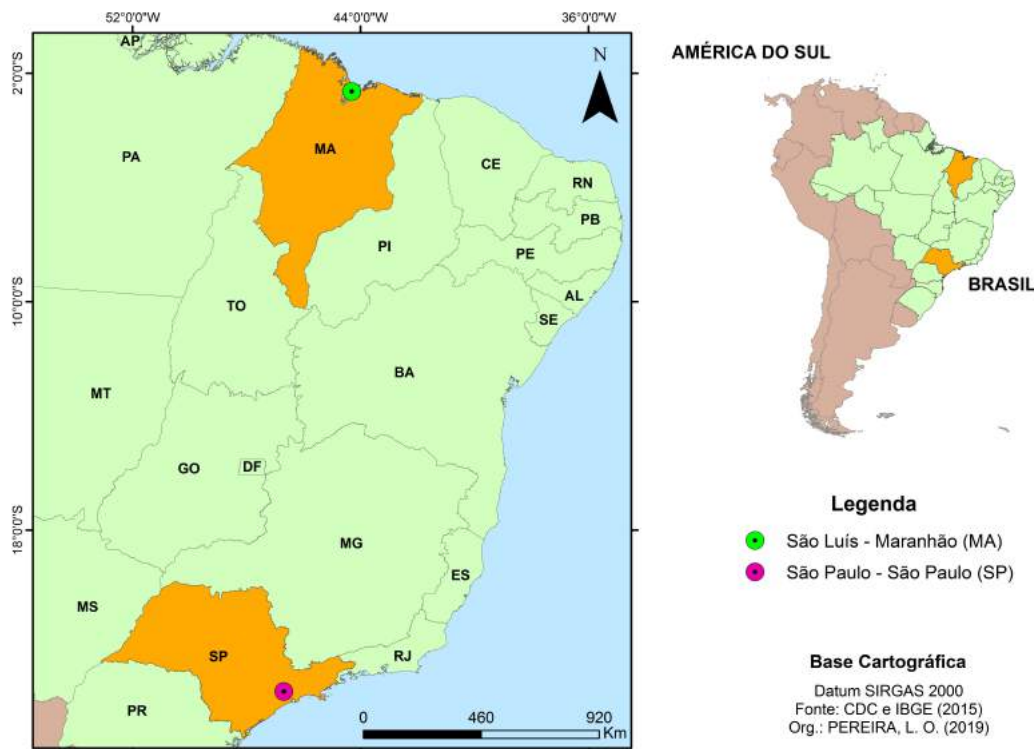 52°0'0"W
44°0'0"W
36°0'0"W
2°0'0"S
10°0'0"S
18°0'0"S
AP
N
PA
MA
CE
RN
PB
PI
PE
TO
AL
SE
BA
MT
GO
DF
MG
ES
MS
SP
RJ
PR
0 460 920
Km
AMÉRICA DO SUL
BRASIL
Legenda
São Luís - Maranhão (MA)
São Paulo - São Paulo (SP)
Base Cartográfica
Datum SIRGAS 2000
Fonte: CDC e IBGE (2015)
Org.: PEREIRA, L. O. (2019)